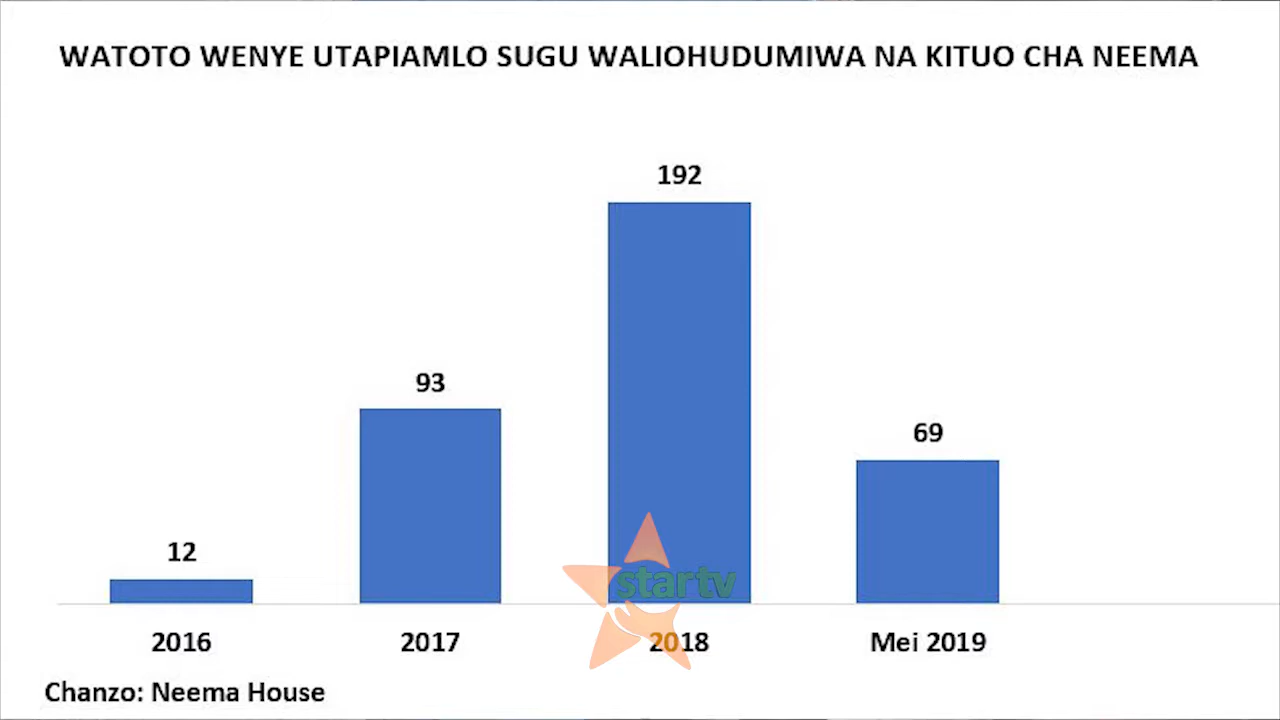 WATOTO WENYE UTAPIAMLO SUGU WALIOHUDUMIWA NA KITUO CHA NEEMA
192
93
69
12
startv
2016 2017 2018 Mei 2019
Chanzo: Neema House